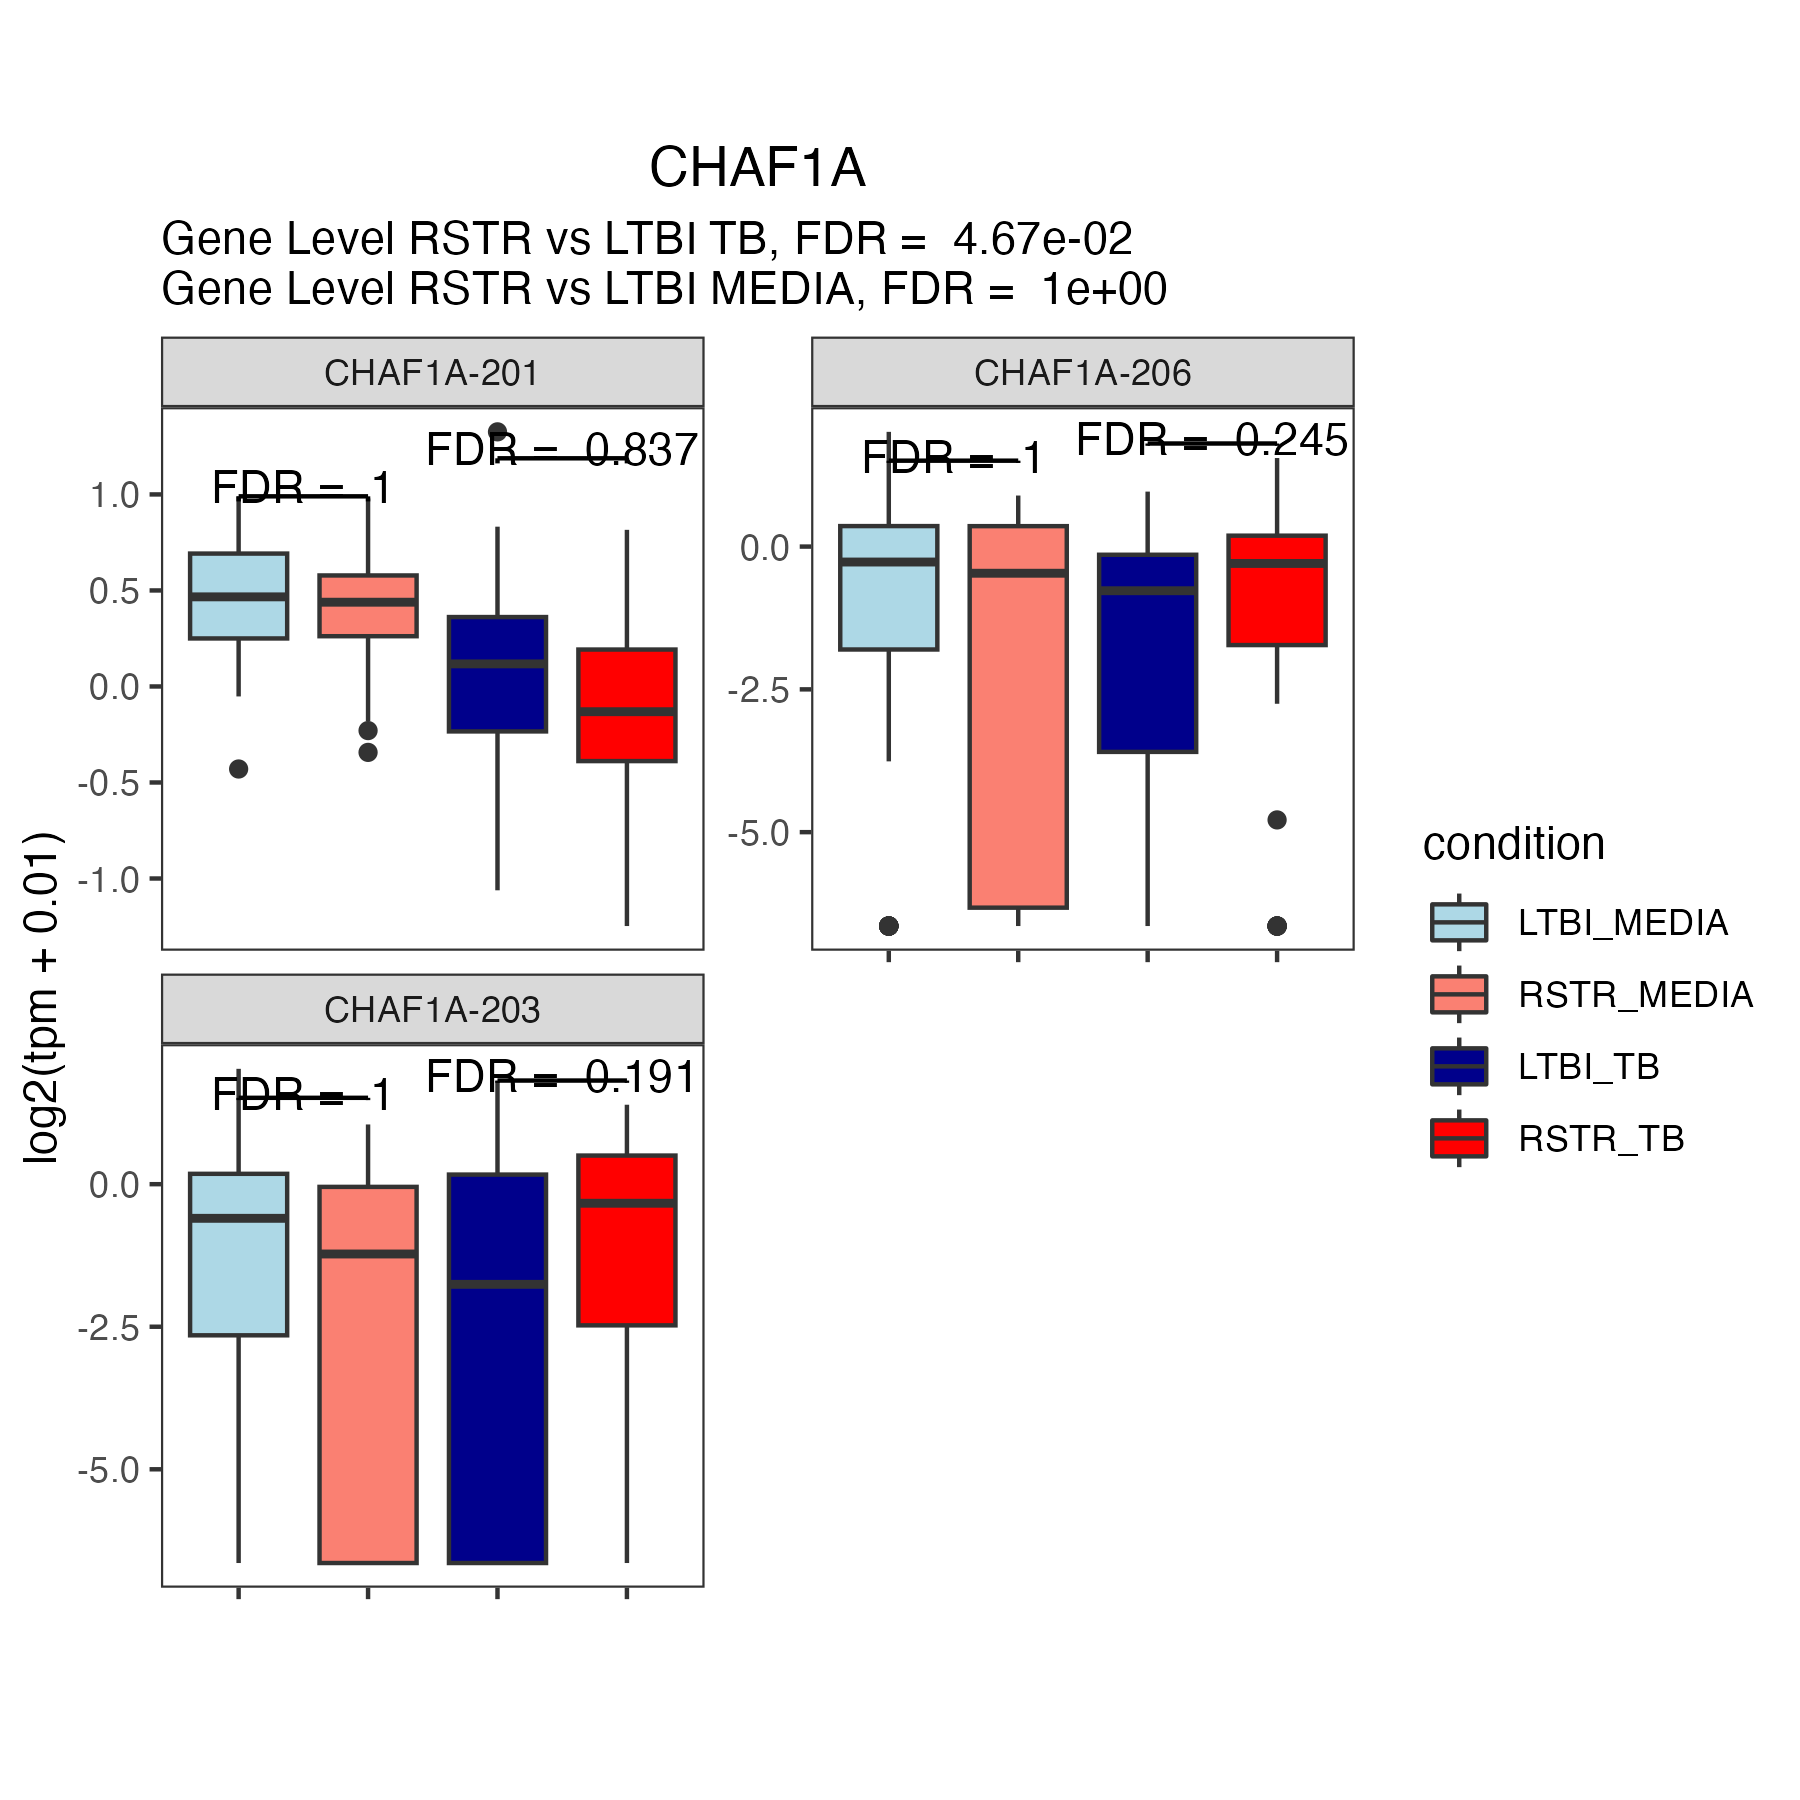 CHAF1A
Gene Level RSTR vs LTBI TB, FDR = 4.67e-02
Gene Level RSTR vs LTBI MEDIA, FDR = 1e+00
CHAF1A-201
FDR = 1
FDR = 0.837
1.0
0.5
0.0
-0.5
-1.0
CHAF1A-206
FDR = 1
FDR = 0.245
0.0
-2.5
-5.0
CHAF1A-203
FDR = 1
FDR = 0.191
0.0
-2.5
-5.0
log2(tpm + 0.01)
condition
LTBI_MEDIA
RSTR_MEDIA
LTBI_TB
RSTR_TB